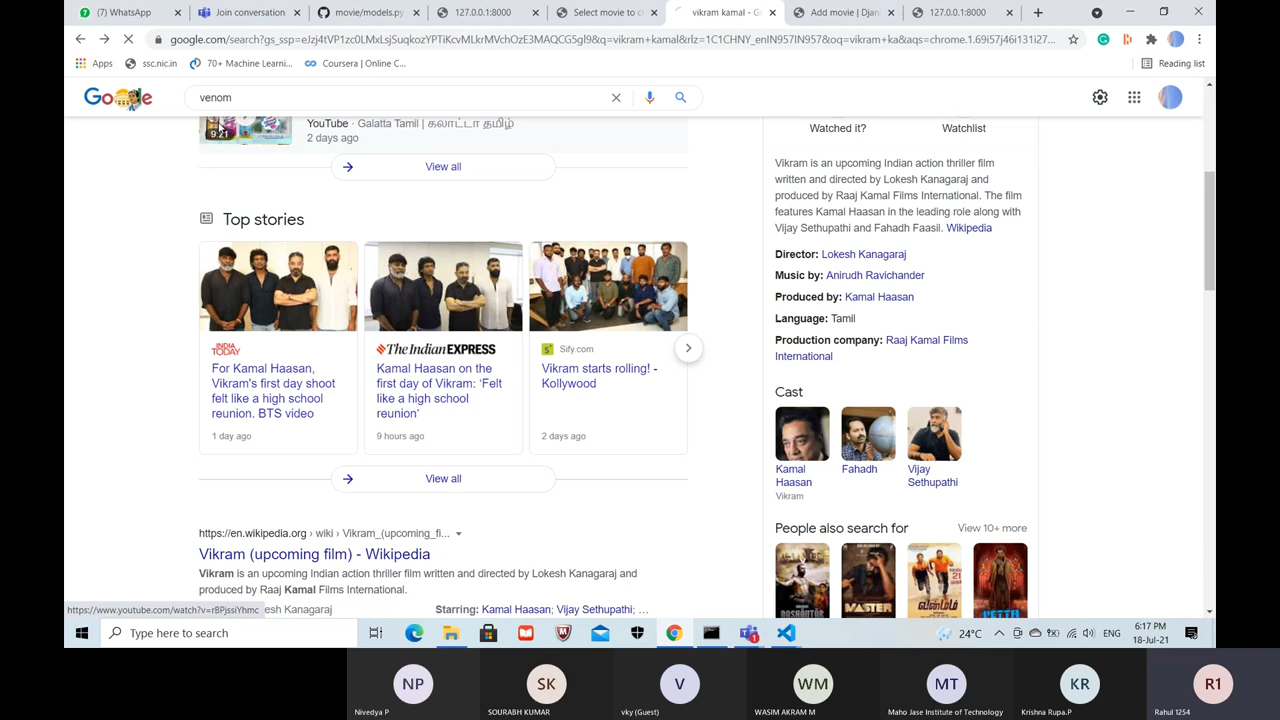 (7) WhatsApp
Join conversation
movie/models.py
127.0.0.1:8000
Select movie to c
vikram kamal - G
Add movie | Djan
127.0.0.1:8000
google.com/search?gs_ssp=eJzj4tVP1zc0LMxLsjSuqkozYPTiKcvMLkrMVchOzE3MAQCG5gI9&q=vikram+kamal&rlz=1C1CHNY_enIN957IN957&oq=vikram+ka&aqs=chrome.1.69i57j46i131i27...
Apps
ssc.nic.in
70+ Machine Learni...
Coursera | Online C...
Reading list
Google
venom
9:21
YouTube · Galatta Tamil | கலாட்டா தமிழ்
2 days ago
View all
Top stories
INDIA TODAY
For Kamal Haasan,
Vikram's first day shoot
felt like a high school
reunion. BTS video
1 day ago
The Indian EXPRESS
Kamal Haasan on the
first day of Vikram: 'Felt
like a high school
reunion'
9 hours ago
Sify.com
Vikram starts rolling! -
Kollywood
2 days ago
View all
https://en.wikipedia.org › wiki › Vikram_(upcoming_fi...
Vikram (upcoming film) - Wikipedia
Vikram is an upcoming Indian action thriller film written and directed by Lokesh Kanagaraj and
produced by Raaj Kamal Films International.
https://www.youtube.com/watch?v=rBPjssiYhmc
esh Kanagaraj
Starring: Kamal Haasan; Vijay Sethupathi; …
Watched it?
Watchlist
Vikram is an upcoming Indian action thriller film
written and directed by Lokesh Kanagaraj and
produced by Raaj Kamal Films International. The film
features Kamal Haasan in the leading role along with
Vijay Sethupathi and Fahadh Faasil. Wikipedia
Director: Lokesh Kanagaraj
Music by: Anirudh Ravichander
Produced by: Kamal Haasan
Language: Tamil
Production company: Raaj Kamal Films
International
Cast
Kamal
Haasan
Vikram
Fahadh
Vijay
Sethupathi
People also search for
View 10+ more
MASTER
Type here to search
24°C
ENG
6:17 PM
18-Jul-21
NP
SK
V
WM
MT
KR
R1
Nivedya P
SOURABH KUMAR
vky (Guest)
WASIM AKRAM M
Maho Jase Institute of Technology
Krishna Rupa.P
Rahul 1254